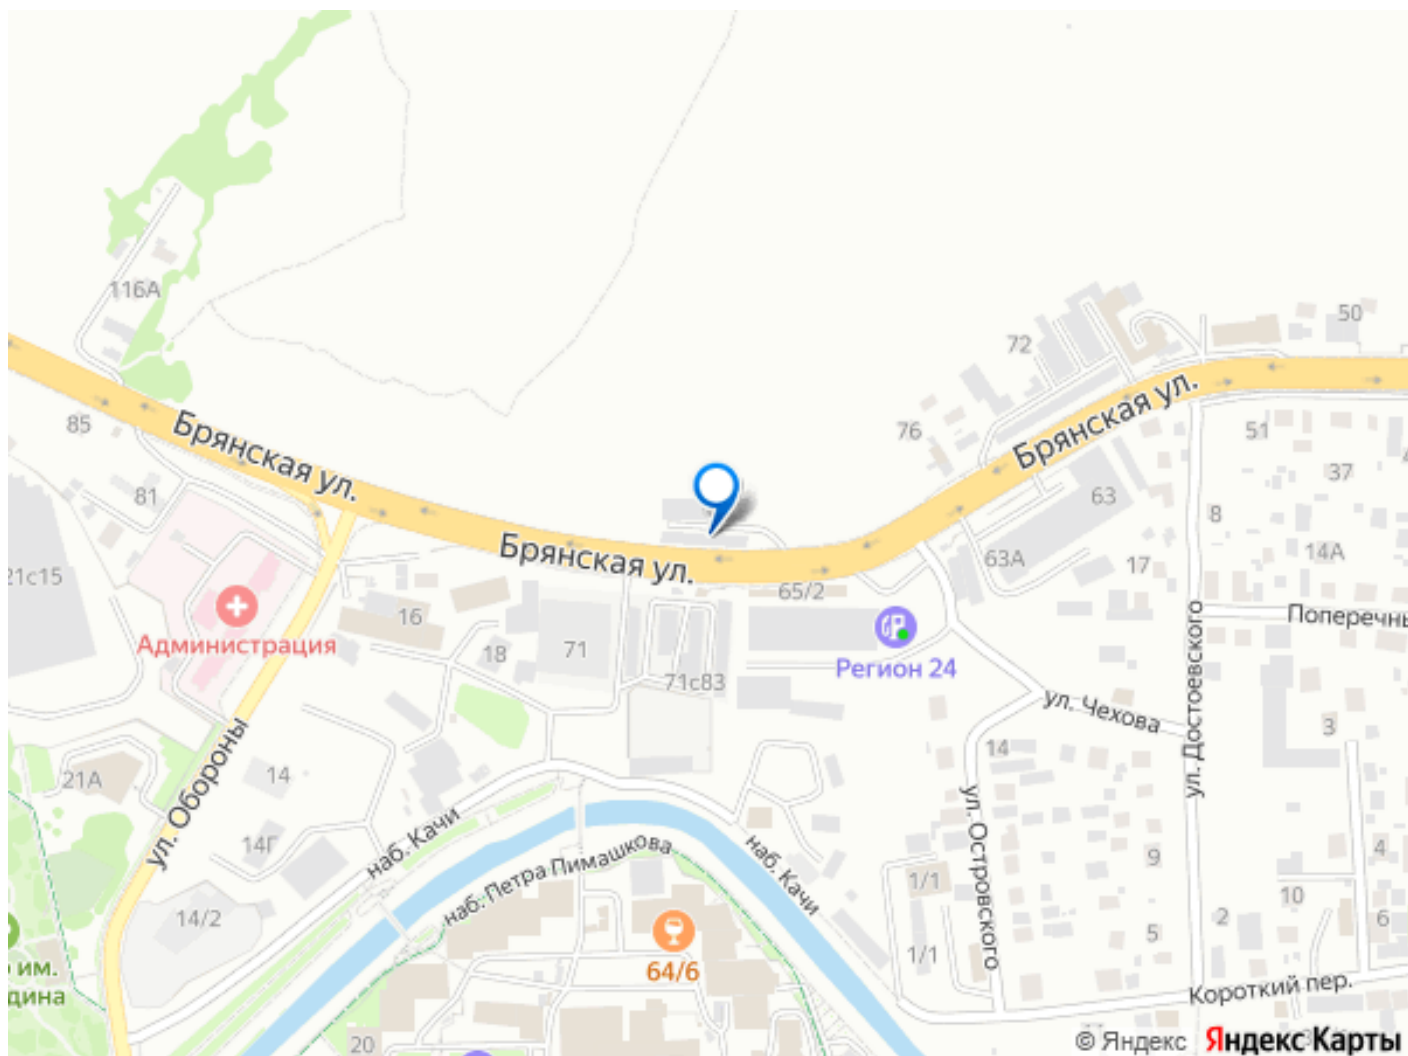 116А
50
72
85
Брянская ул.
76
Брянская ул.
51
37
81
63
8
Брянская ул.
14А
21с15
63А
17
65/2
16
Поперечны
Администрация
18
71
Регион 24
71с83
ул. Чехова
ул. Достоевского
3
14
21А
14
ул. Обороны
14Г
наб. Качи
наб. Петра Пимашкова
наб. Качи
ул. Островского
9
4
1/1
10
14/2
2
6
5
1/1
64/6
им.
дина
Короткий пер.
20
© Яндекс Яндекс Карты